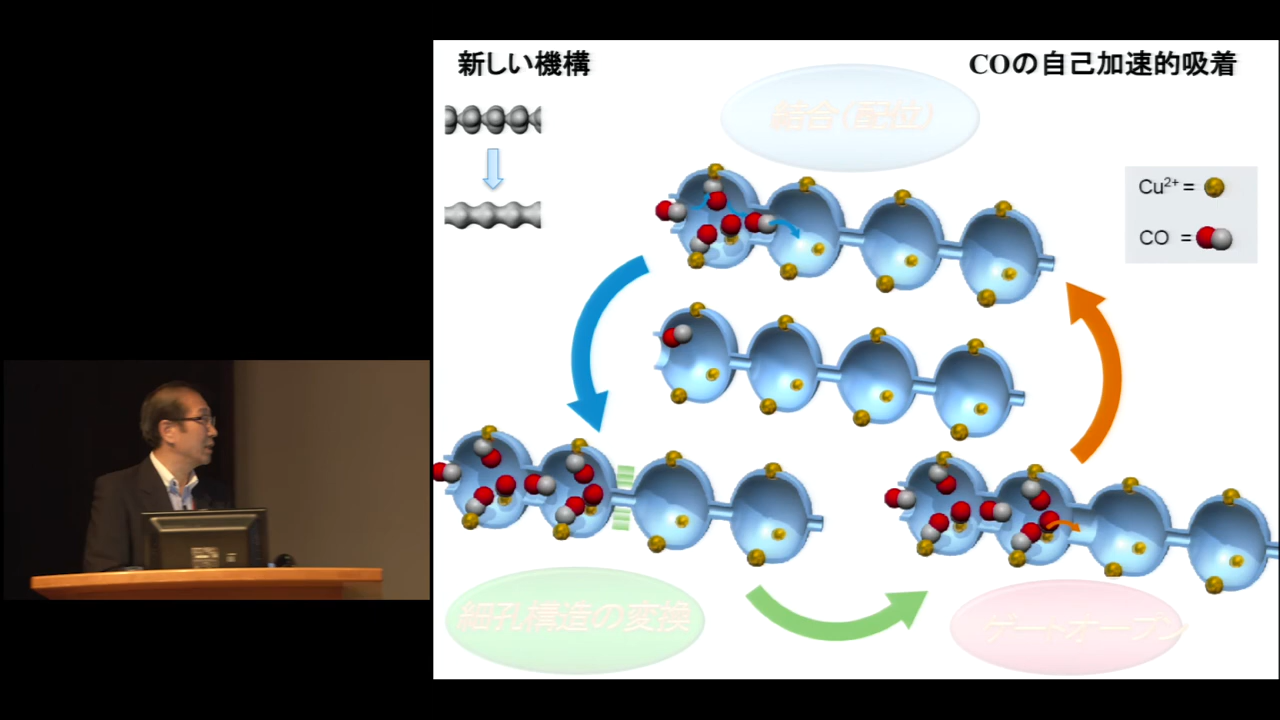 新しい機構
COの自己加速的吸着
結合（配位）
Cu2+ =
CO =
細孔構造の変換
ゲートオープン